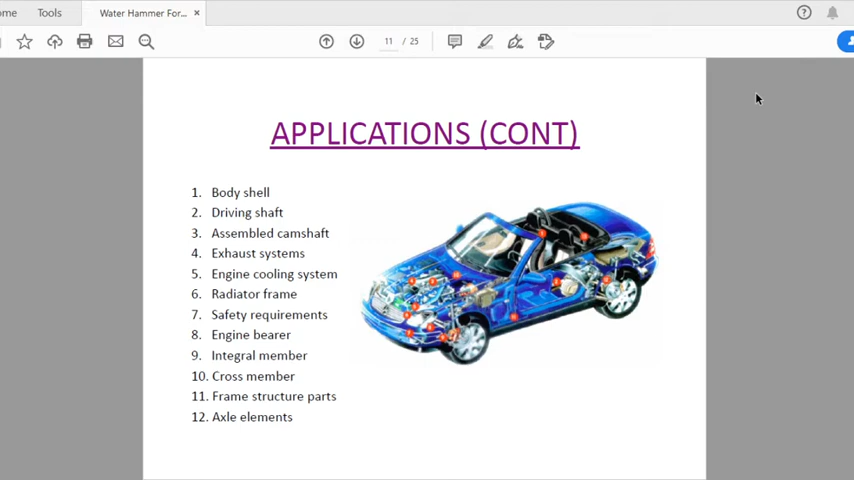 ome
Tools
Water Hammer For...
×
11 / 25
APPLICATIONS (CONT)
1. Body shell
2. Driving shaft
3. Assembled camshaft
4. Exhaust systems
5. Engine cooling system
6. Radiator frame
7. Safety requirements
8. Engine bearer
9. Integral member
10. Cross member
11. Frame structure parts
12. Axle elements